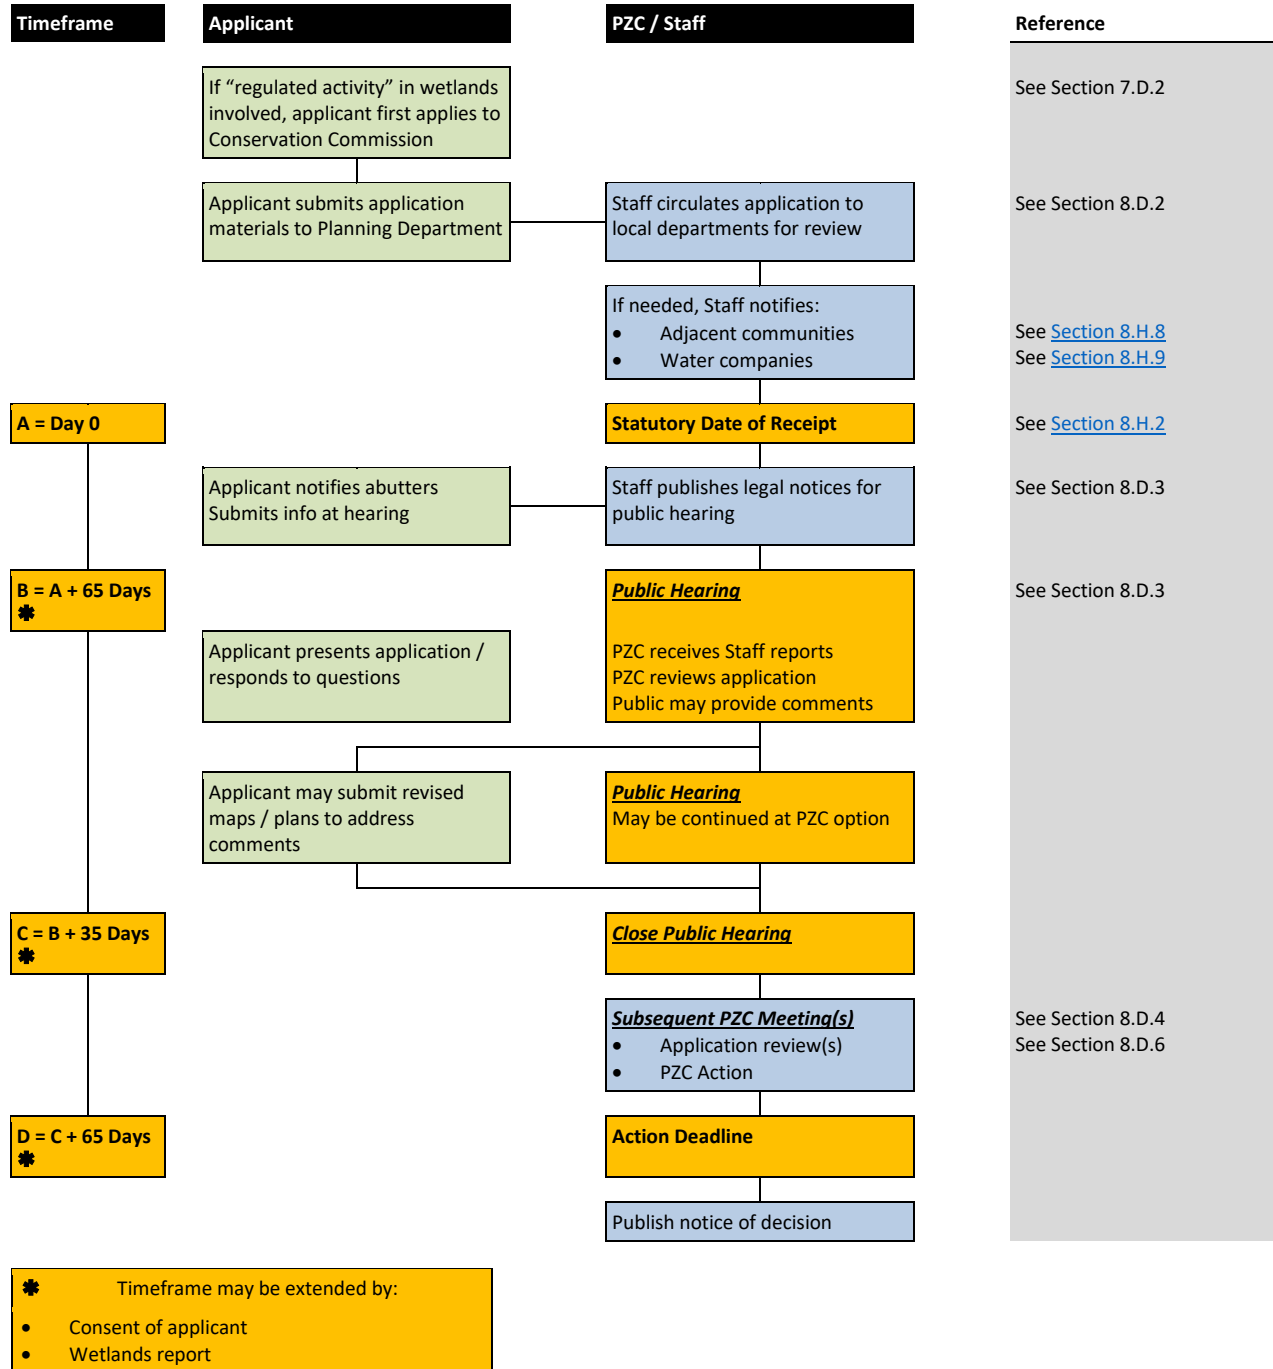 Timeframe
Applicant
PZC / Staff
Reference
If “regulated activity” in wetlands
involved, applicant first applies to
Conservation Commission
See Section 7.D.2
Applicant submits application
materials to Planning Department
Staff circulates application to
local departments for review
See Section 8.D.2
If needed, Staff notifies:
• Adjacent communities
• Water companies
See Section 8.H.8
See Section 8.H.9
A = Day 0
Statutory Date of Receipt
See Section 8.H.2
Applicant notifies abutters
Submits info at hearing
Staff publishes legal notices for
public hearing
See Section 8.D.3
B = A + 65 Days
✱
Public Hearing
See Section 8.D.3
Applicant presents application /
responds to questions
PZC receives Staff reports
PZC reviews application
Public may provide comments
Applicant may submit revised
maps / plans to address
comments
Public Hearing
May be continued at PZC option
C = B + 35 Days
✱
Close Public Hearing
Subsequent PZC Meeting(s)
• Application review(s)
• PZC Action
See Section 8.D.4
See Section 8.D.6
D = C + 65 Days
✱
Action Deadline
Publish notice of decision
✱ Timeframe may be extended by:
• Consent of applicant
• Wetlands report